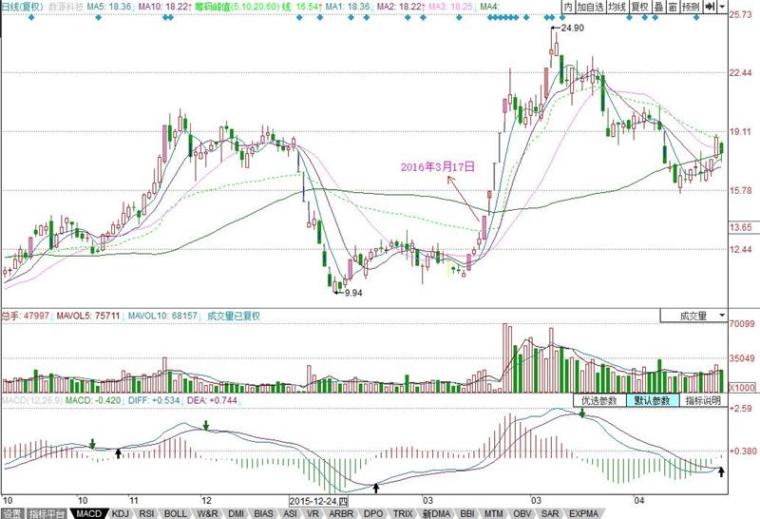 日线(复权) 数源科技 MA5: 18.36↓ MA10: 18.22↑ 筹码峰值(5,10,20,60) 线 16.54↑ MA1: 18.36↓ MA2: 18.22↑ MA3: 18.25↓ MA4: 内 加自选 均线 复权 叠 富 预测
25.73
24.90
22.44
19.11
2016年3月17日
15.78
13.65
12.44
9.94
总手: 47997↓ MAVOL5: 75711↓ MAVOL10: 68157↓ 成交量已复权 成交量
70099
35049
X1000
MACD(12,26,9) MACD: -0.420↓ DIFF: +0.534↓ DEA: +0.744↓ 优选参数 默认参数 指标说明
+2.59
+0.380
10 10 11 12 2015-12-24,四 03 03 04
设置 指标平台 MACD KDJ RSI BOLL W&R DMI BIAS ASI VR ARBR DPO TRIX 新DMA BBI MTM OBV SAR EXPMA